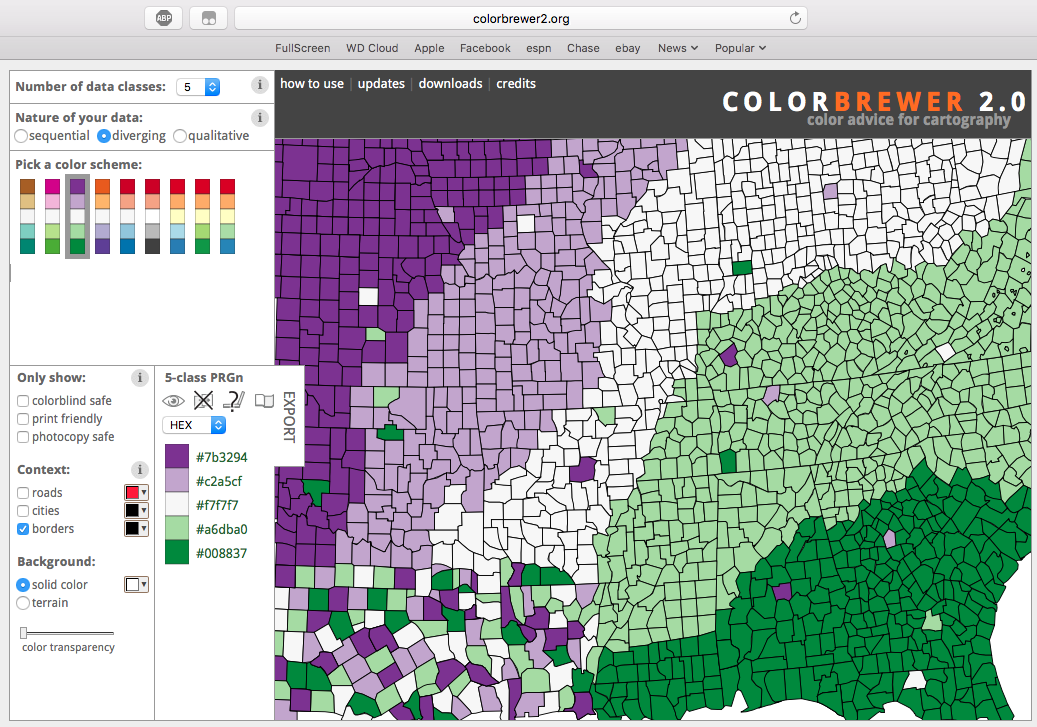 ABP
colorbrewer2.org
FullScreen WD Cloud Apple Facebook espn Chase ebay News Popular
Number of data classes: 5 i
how to use | updates | downloads | credits
COLORBREWER 2.0
color advice for cartography
Nature of your data: i
sequential diverging qualitative
Pick a color scheme:
Only show: i
colorblind safe
print friendly
photocopy safe
Context: i
roads
cities
borders
Background:
solid color
terrain
color transparency
5-class PRGn
?
HEX
EXPORT
#7b3294
#c2a5cf
#f7f7f7
#a6dba0
#008837